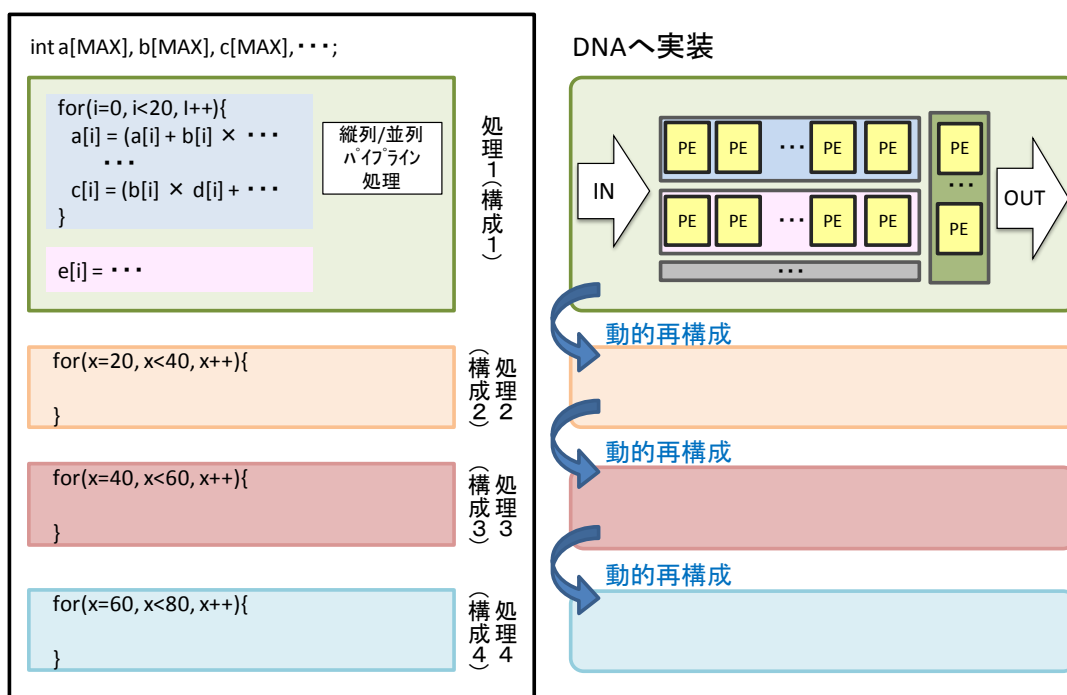 int a[MAX], b[MAX], c[MAX],・・・;
for(i=0, i<20, I++){
a[i] = (a[i] + b[i] × ・・・
・・・
c[i] = (b[i] × d[i] + ・・・
}
縦列/並列
パイプライン
処理
e[i] = ・・・
処理1(構成1)
for(x=20, x<40, x++){
}
処理2
(構成2)
for(x=40, x<60, x++){
}
処理3
(構成3)
for(x=60, x<80, x++){
}
処理4
(構成4)
DNAへ実装
IN
PE PE ・・・ PE PE
PE PE ・・・ PE PE
・・・
PE
・・・
PE
OUT
動的再構成
動的再構成
動的再構成